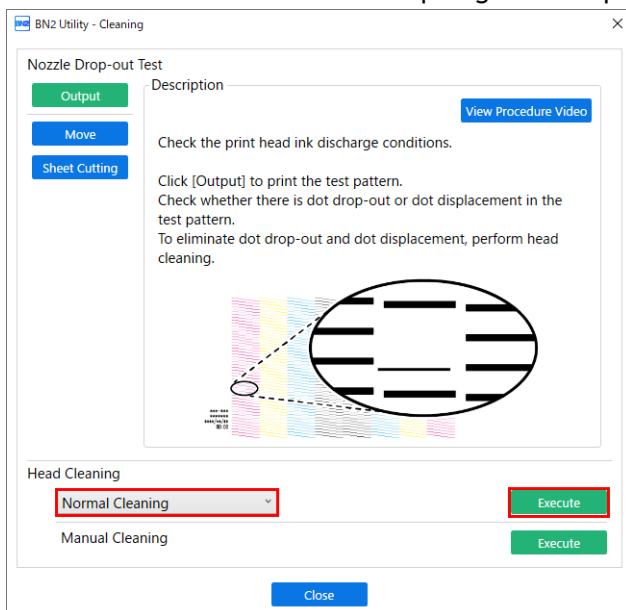 BN2 Utility - Cleaning
Nozzle Drop-out Test
Output
Move
Sheet Cutting
Description
View Procedure Video
Check the print head ink discharge conditions.
Click [Output] to print the test pattern.
Check whether there is dot drop-out or dot displacement in the
test pattern.
To eliminate dot drop-out and dot displacement, perform head
cleaning.
Head Cleaning
Normal Cleaning
Execute
Manual Cleaning
Execute
Close